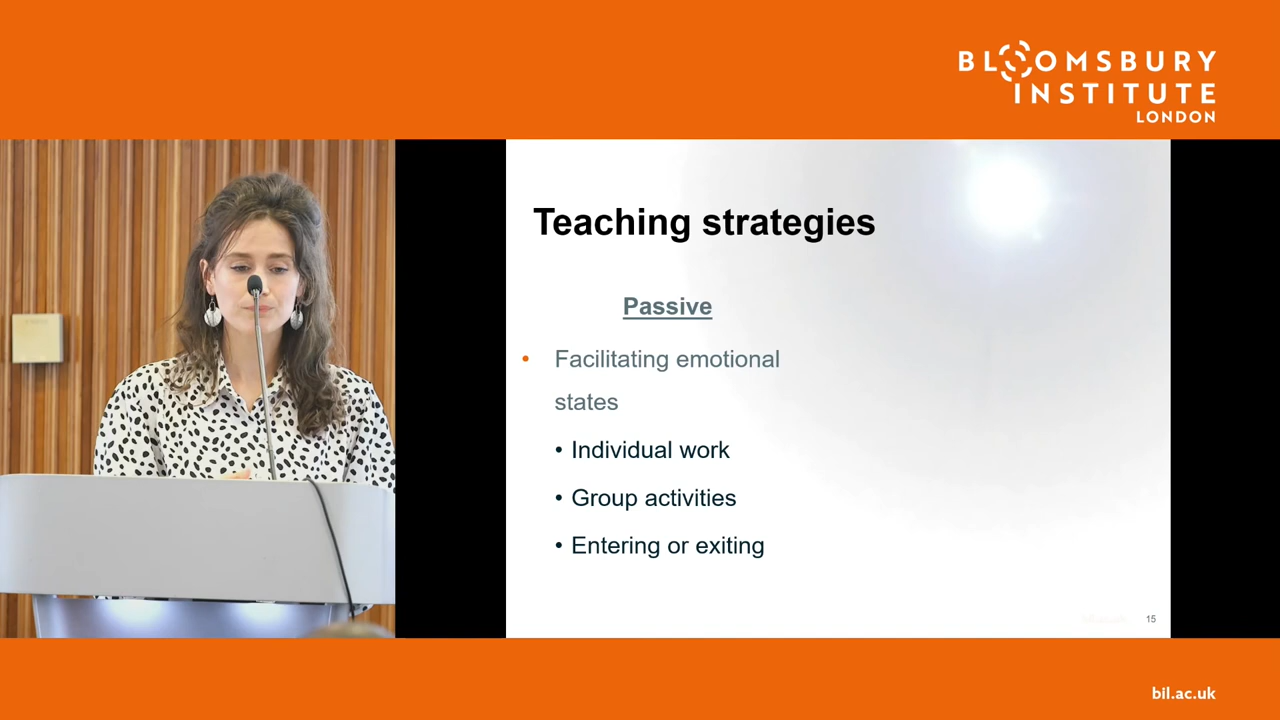 BLOOMSBURY
INSTITUTE
LONDON
Teaching strategies
Passive
• Facilitating emotional
states
• Individual work
• Group activities
• Entering or exiting
15
bil.ac.uk